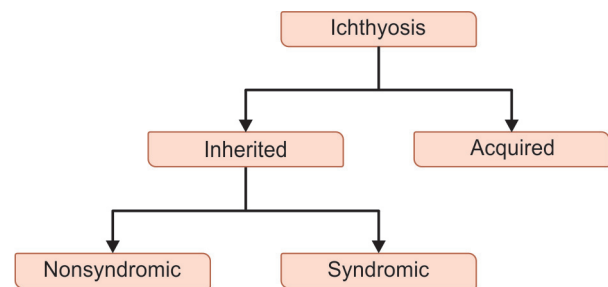 Ichthyosis
Inherited
Acquired
Nonsyndromic
Syndromic